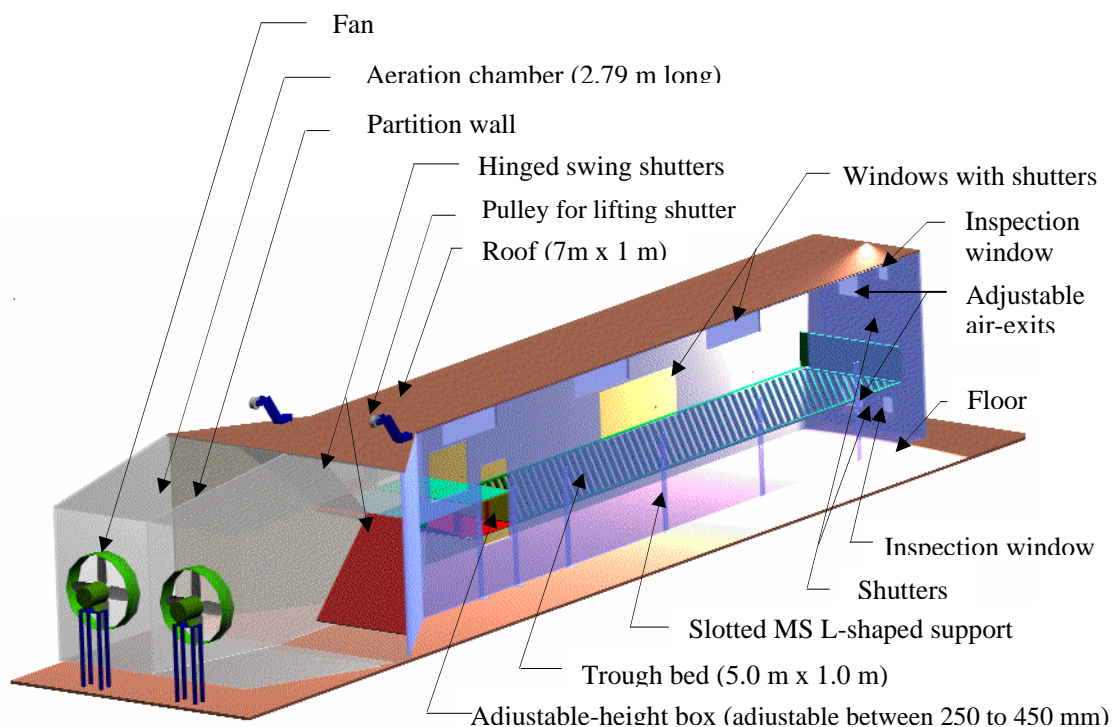 Fan
Aeration chamber (2.79 m long)
Partition wall
Hinged swing shutters
Pulley for lifting shutter
Roof (7m x 1 m)
Windows with shutters
Inspection
window
Adjustable
air-exits
Floor
Inspection window
Shutters
Slotted MS L-shaped support
Trough bed (5.0 m x 1.0 m)
Adjustable-height box (adjustable between 250 to 450 mm)